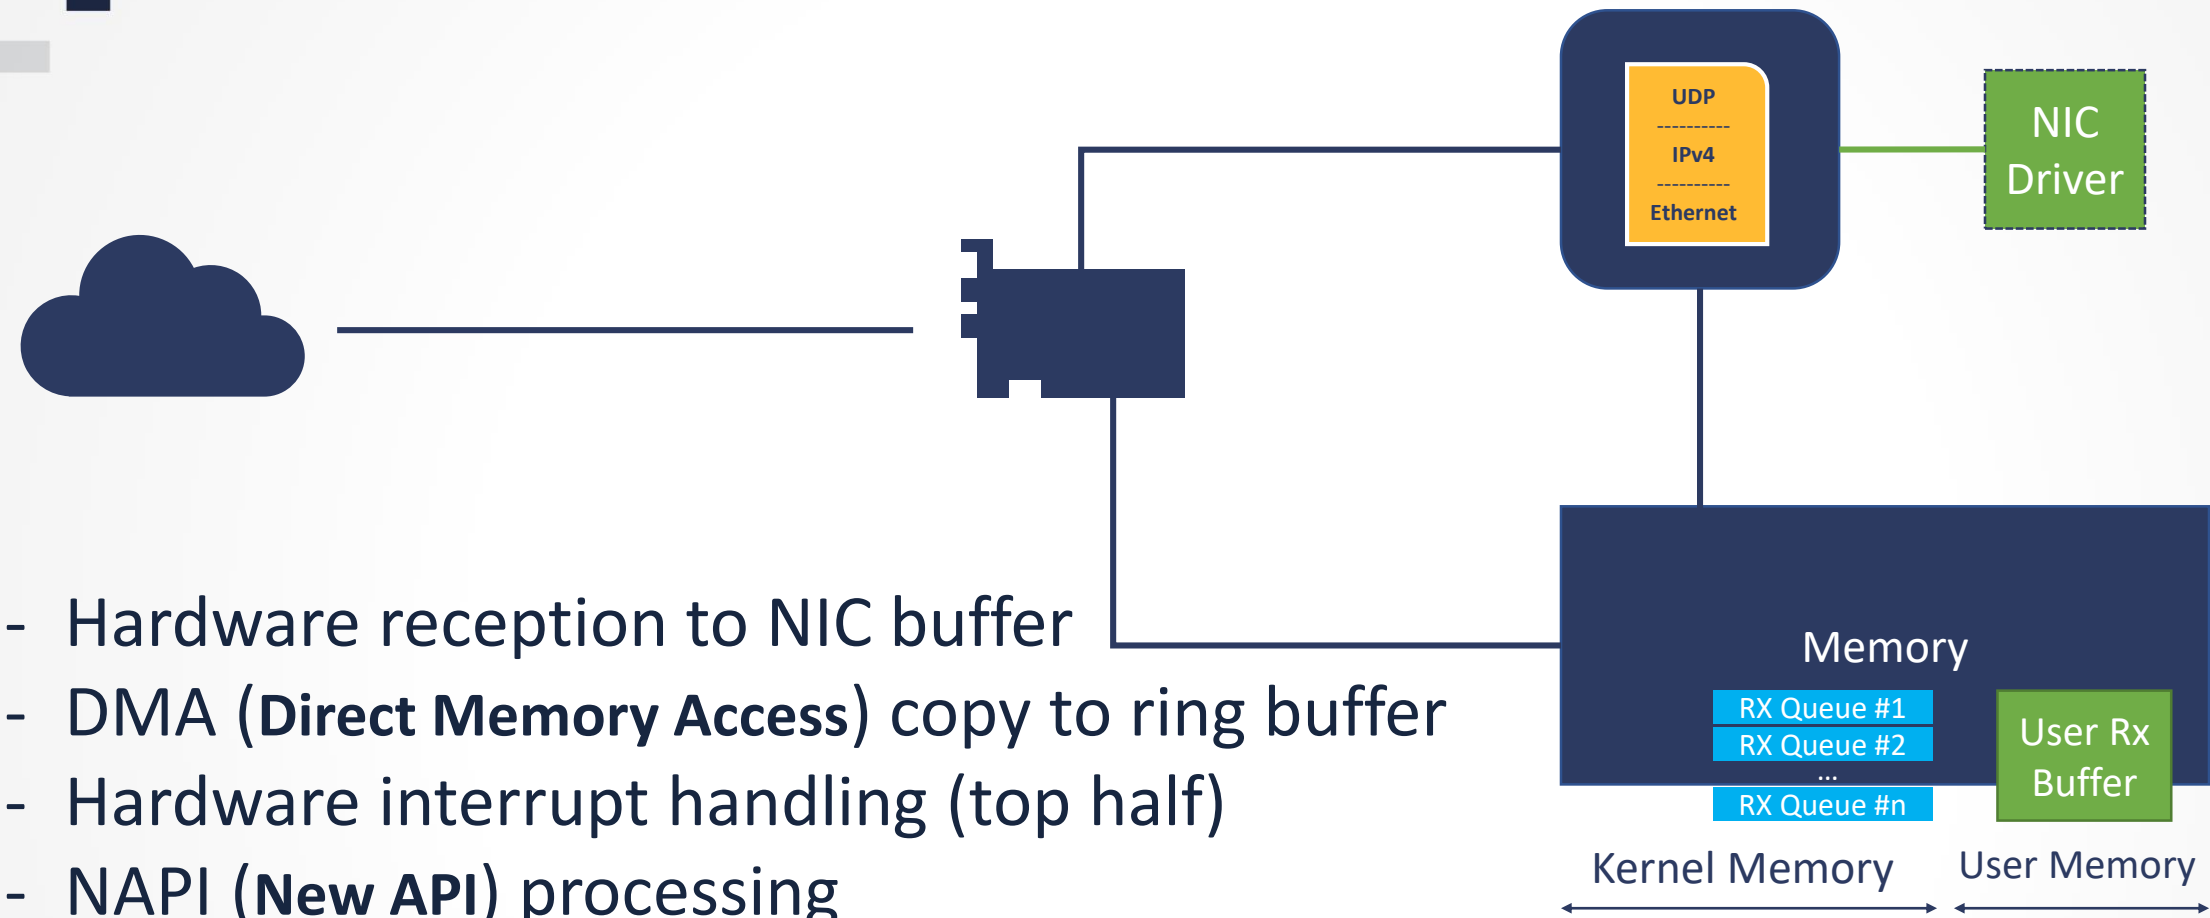 UDP
----------
IPv4
----------
Ethernet
NIC
Driver
- Hardware reception to NIC buffer
- DMA (Direct Memory Access) copy to ring buffer
- Hardware interrupt handling (top half)
- NAPI (New API) processing
Memory
RX Queue #1
RX Queue #2
...
RX Queue #n
User Rx
Buffer
Kernel Memory
User Memory